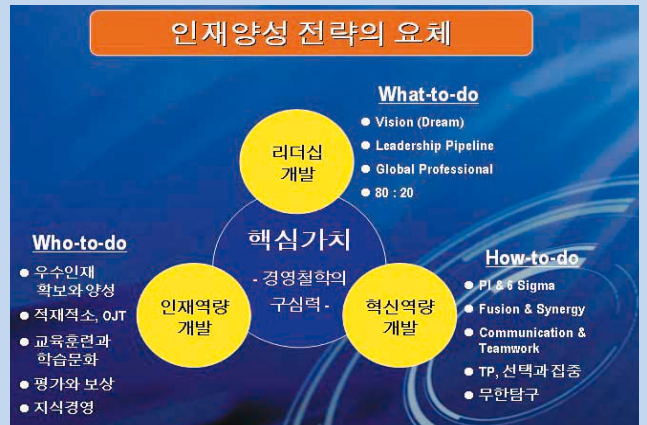 인재양성 전략의 요체
What-to-do
● Vision (Dream)
● Leadership Pipeline
● Global Professional
● 80 : 20
리더십
개발
핵심가치
- 경영철학의
구심력 -
Who-to-do
● 우수인재
확보와 양성
● 적재적소, OJT
● 교육훈련과
학습문화
● 평가와 보상
● 지식경영
인재역량
개발
혁신역량
개발
How-to-do
● PI & 6 Sigma
● Fusion & Synergy
● Communication &
Teamwork
● TP, 선택과 집중
● 무한탐구